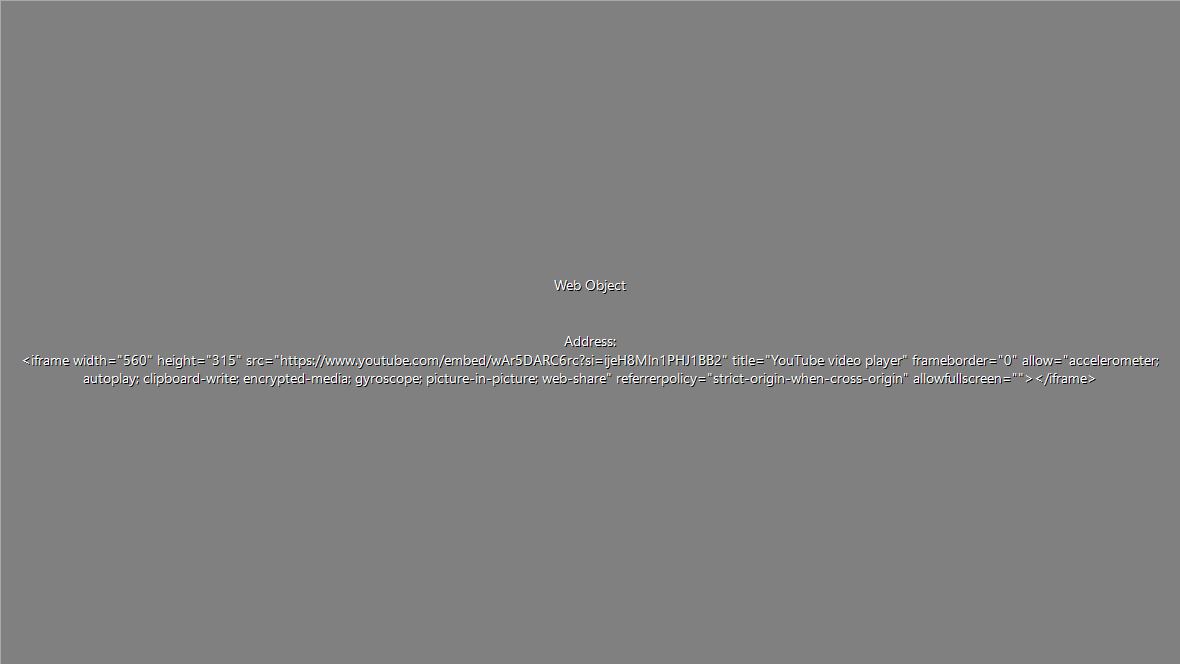 Web Object
Address:
<iframe width="560" height="315" src="https://www.youtube.com/embed/wAr5DARC6rc?si=ijeH8Mln1PHJ1BB2" title="YouTube video player" frameborder="0" allow="accelerometer;
autoplay; clipboard-write; encrypted-media; gyroscope; picture-in-picture; web-share" referrerpolicy="strict-origin-when-cross-origin" allowfullscreen=""></iframe>